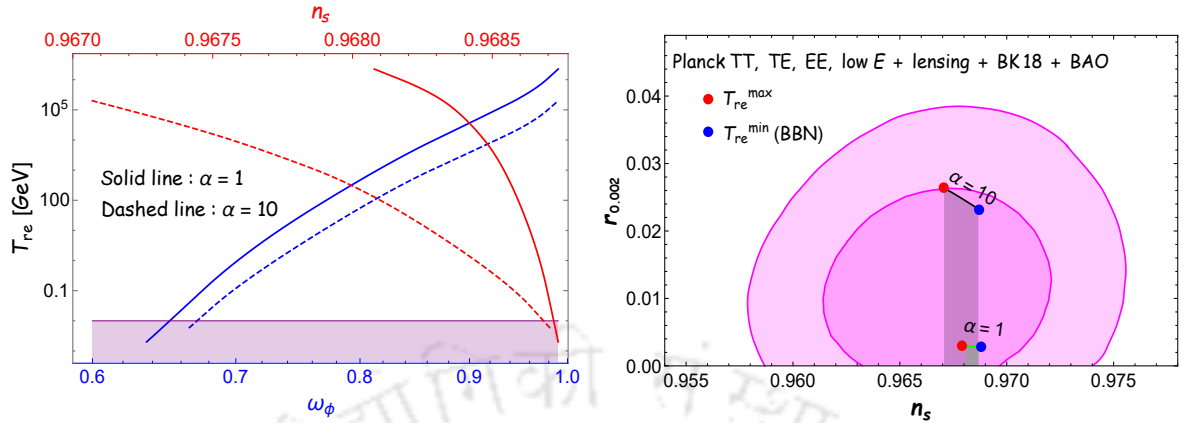 n_s
0.9670 0.9675 0.9680 0.9685
T_re [GeV]
10^5
100
0.1
Solid line : α = 1
Dashed line : α = 10
0.6 0.7 0.8 0.9 1.0
ω_ϕ
Planck TT, TE, EE, low E + lensing + BK18 + BAO
T_re^max
T_re^min (BBN)
r_0.002
0.04
0.03
0.02
0.01
0.00
α = 10
α = 1
0.955 0.960 0.965 0.970 0.975
n_s